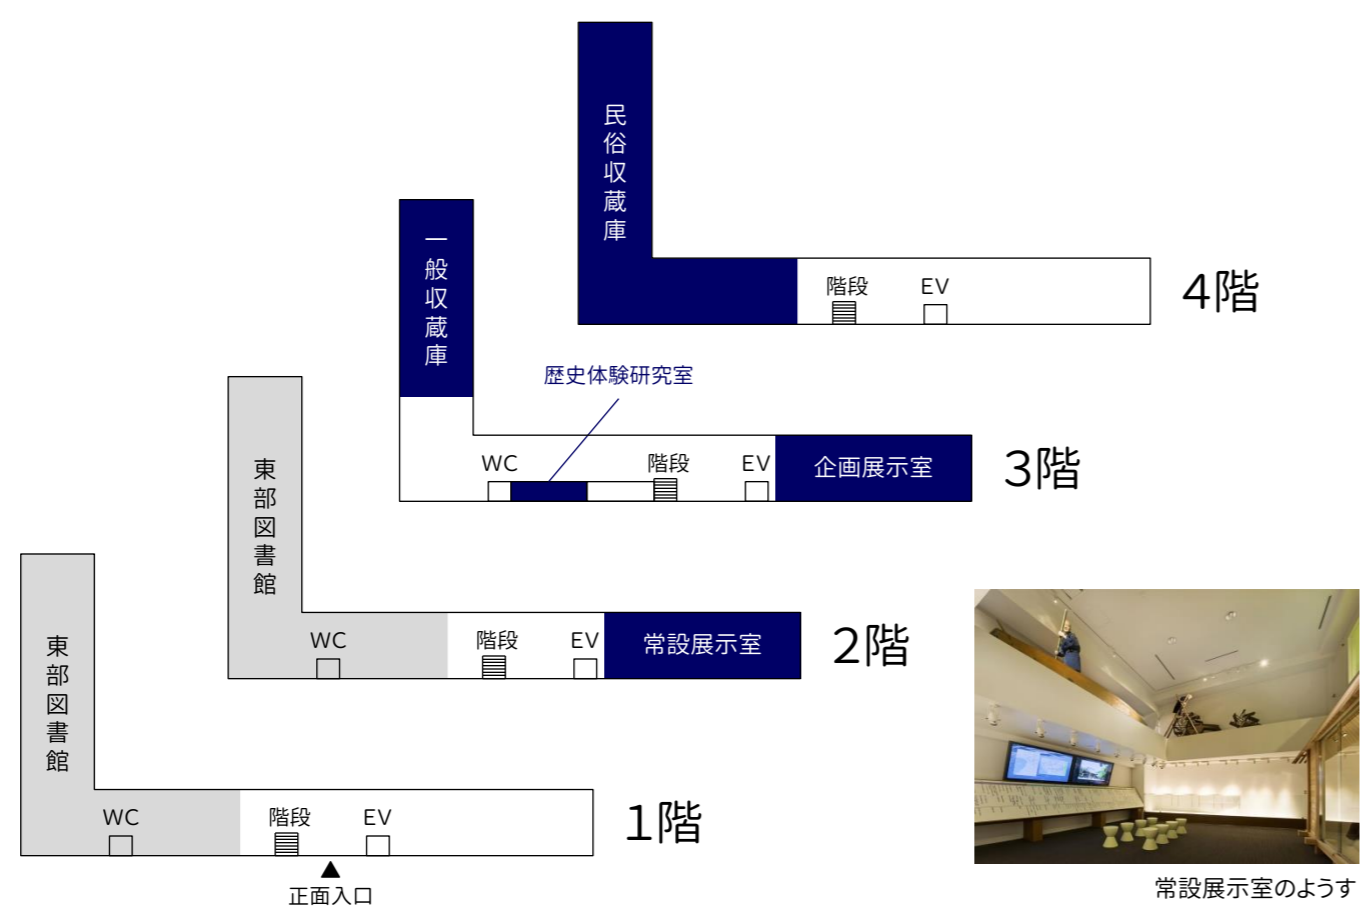 民俗収蔵庫
階段
EV
4階
一般収蔵庫
歴史体験研究室
WC
階段
EV
企画展示室
3階
東部図書館
WC
階段
EV
常設展示室
2階
東部図書館
WC
階段
EV
1階
正面入口
常設展示室のようす